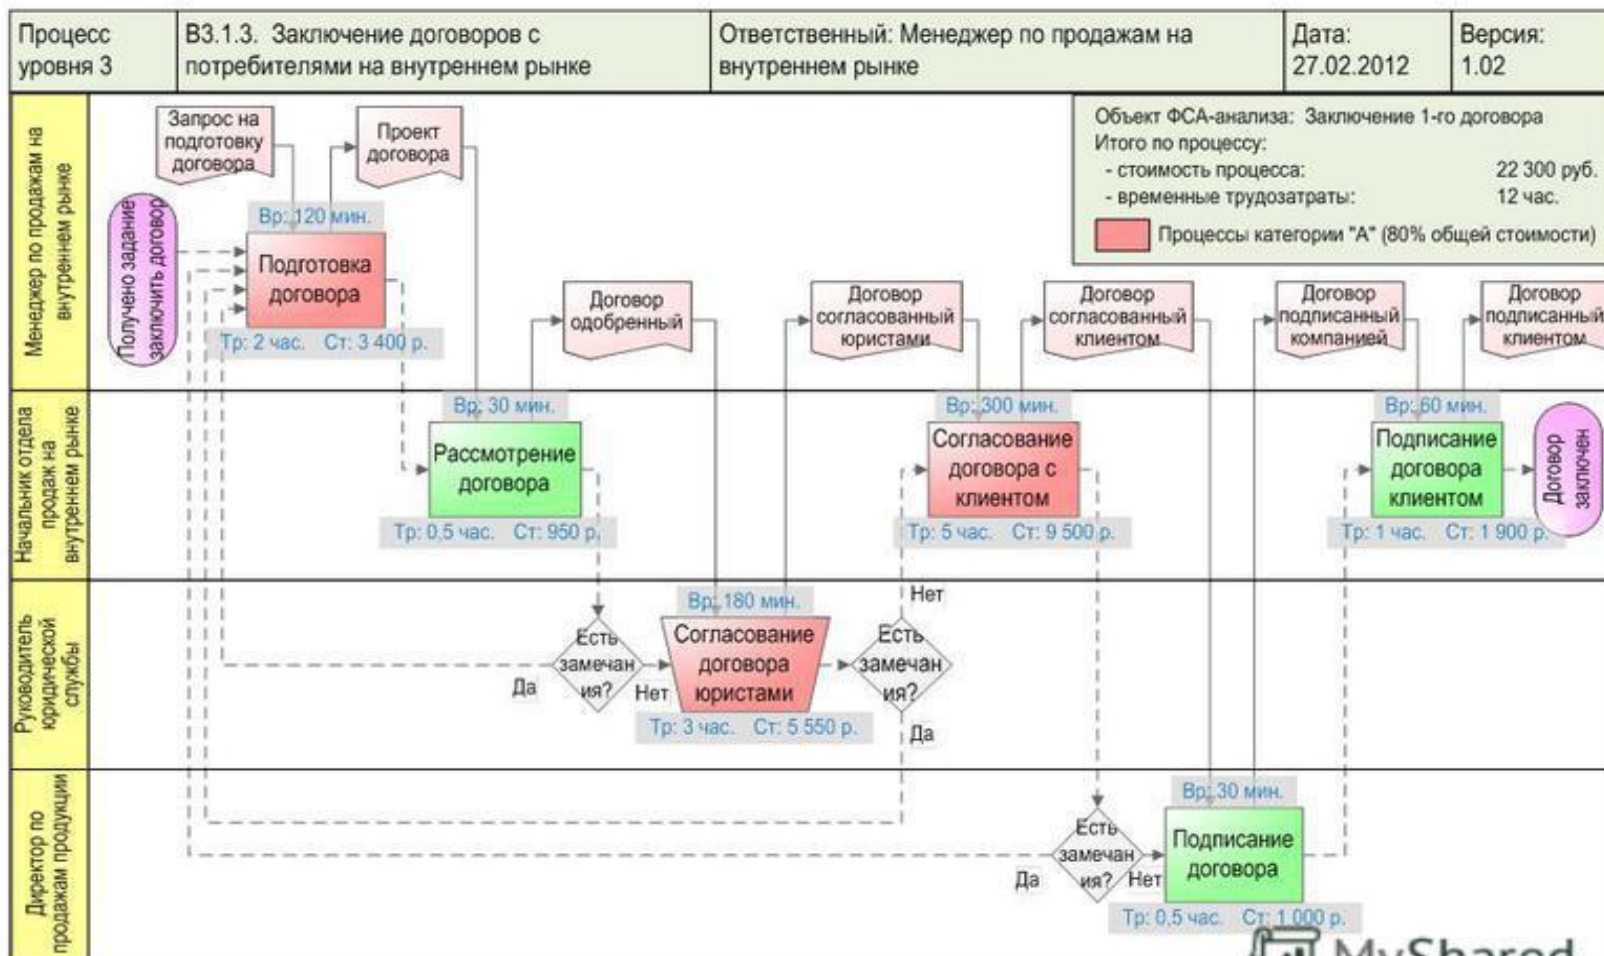 Процесс
уровня 3
В3.1.3. Заключение договоров с
потребителями на внутреннем рынке
Ответственный: Менеджер по продажам на
внутреннем рынке
Дата:
27.02.2012
Версия:
1.02
Менеджер по продажам на
внутреннем рынке
Запрос на
подготовку
договора
Проект
договора
Объект ФСА-анализа: Заключение 1-го договора
Итого по процессу:
- стоимость процесса: 22 300 руб.
- временные трудозатраты: 12 час.
Процессы категории "А" (80% общей стоимости)
Получено задание
заключить договор
Вр: 120 мин.
Подготовка
договора
Тр: 2 час. Ст: 3 400 р.
Договор
одобренный
Договор
согласованный
юристами
Договор
согласованный
клиентом
Договор
подписанный
компанией
Договор
подписанный
клиентом
Начальник отдела
продаж на
внутреннем рынке
Вр: 30 мин.
Рассмотрение
договора
Тр: 0,5 час. Ст: 950 р.
Вр: 300 мин.
Согласование
договора с
клиентом
Тр: 5 час. Ст: 9 500 р.
Вр: 60 мин.
Подписание
договора
клиентом
Тр: 1 час. Ст: 1 900 р.
Договор
заключен
Руководитель
юридической
службы
Есть
замечан
ия?
Да
Нет
Вр: 180 мин.
Согласование
договора
юристами
Тр: 3 час. Ст: 5 550 р.
Есть
замечан
ия?
Нет
Да
Директор по
продажам продукции
Есть
замечан
ия?
Да
Нет
Вр: 30 мин.
Подписание
договора
Тр: 0,5 час. Ст: 1 000 р.
MyShared